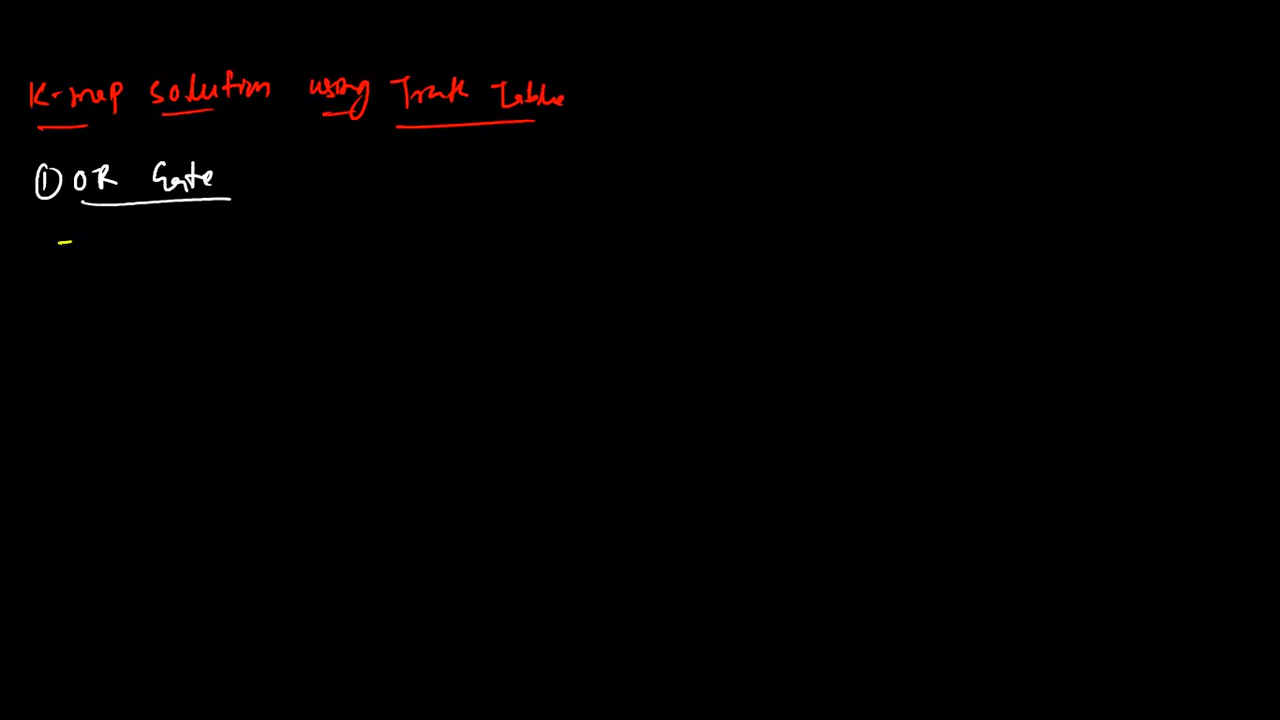 K-map solution using Truth Table
① OR Gate
-